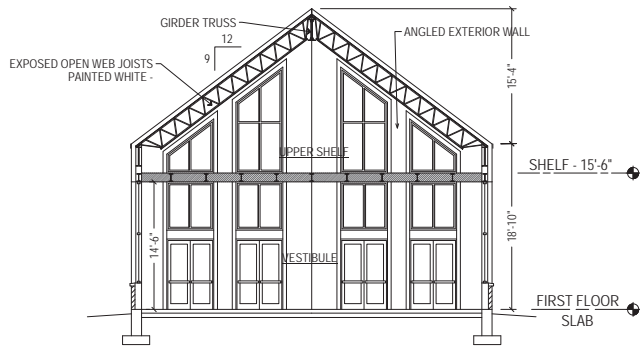 GIRDER TRUSS
12
9
ANGLED EXTERIOR WALL
EXPOSED OPEN WEB JOISTS
PAINTED WHITE -
15'-4"
UPPER SHELF
SHELF - 15'-6"
14'-6"
18'-10"
VESTIBULE
FIRST FLOOR
SLAB